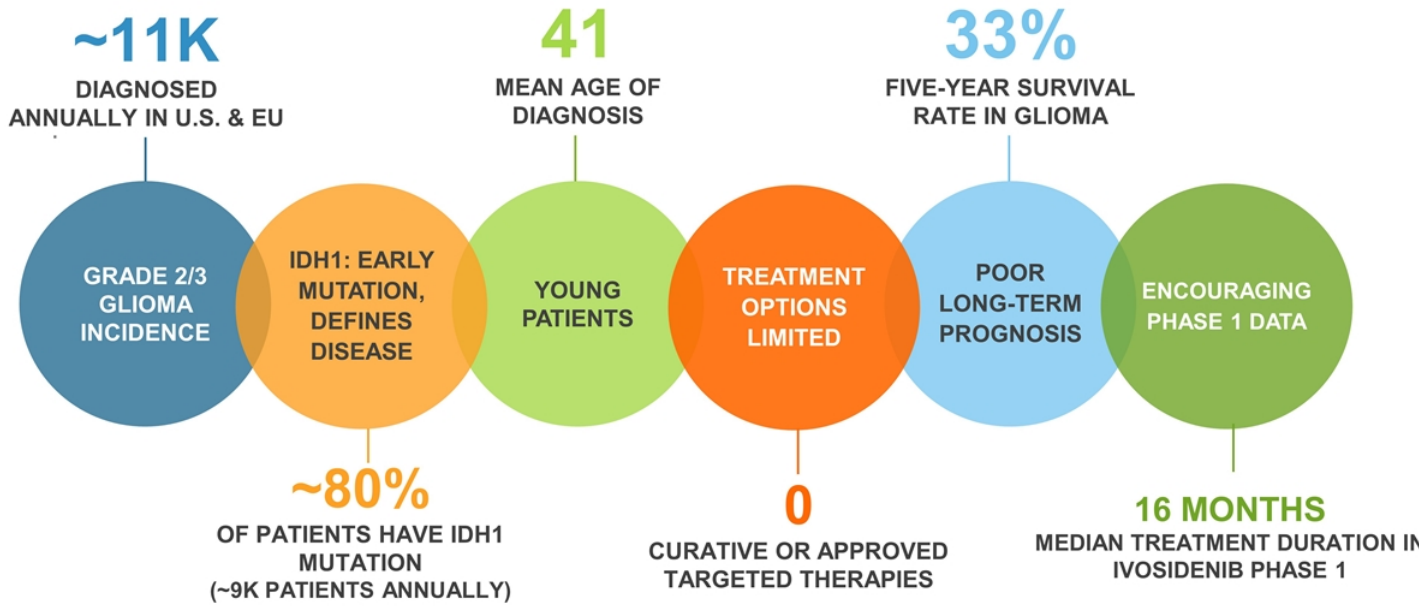 ~11K
DIAGNOSED
ANNUALLY IN U.S. & EU
41
MEAN AGE OF
DIAGNOSIS
33%
FIVE-YEAR SURVIVAL
RATE IN GLIOMA
GRADE 2/3
GLIOMA
INCIDENCE
IDH1: EARLY
MUTATION,
DEFINES
DISEASE
YOUNG
PATIENTS
TREATMENT
OPTIONS
LIMITED
POOR
LONG-TERM
PROGNOSIS
ENCOURAGING
PHASE 1 DATA
~80%
OF PATIENTS HAVE IDH1
MUTATION
(~9K PATIENTS ANNUALLY)
0
CURATIVE OR APPROVED
TARGETED THERAPIES
16 MONTHS
MEDIAN TREATMENT DURATION IN
IVOSIDENIB PHASE 1